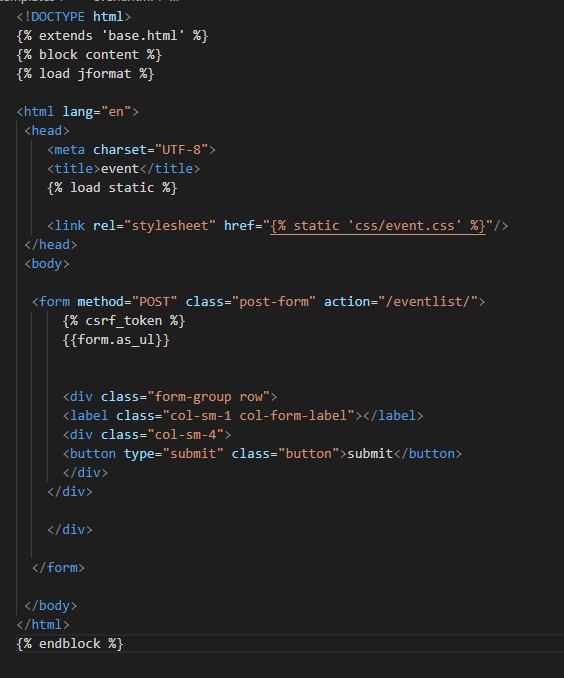 <!DOCTYPE html>
{% extends 'base.html' %}
{% block content %}
{% load jformat %}
<html lang="en">
<head>
<meta charset="UTF-8">
<title>event</title>
{% load static %}
<link rel="stylesheet" href="{% static 'css/event.css' %}"/>
</head>
<body>
<form method="POST" class="post-form" action="/eventlist/">
{% csrf_token %}
{{form.as_ul}}
<div class="form-group row">
<label class="col-sm-1 col-form-label"></label>
<div class="col-sm-4">
<button type="submit" class="button">submit</button>
</div>
</div>
</div>
</form>
</body>
</html>
{% endblock %}